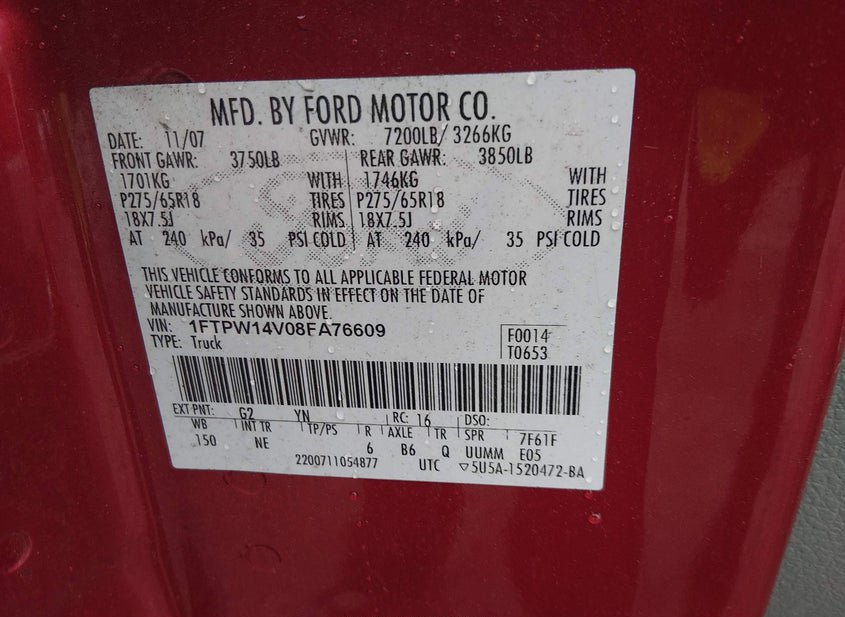 MFD. BY FORD MOTOR CO.
DATE: 11/07 GVWR: 7200LB/ 3266KG
FRONT GAWR: 3750LB REAR GAWR: 3850LB
1701KG WITH 1746KG WITH
P275/65R18 TIRES P275/65R18 TIRES
18X7.5J RIMS 18X7.5J RIMS
AT 240 kPa/ 35 PSI COLD AT 240 kPa/ 35 PSI COLD
THIS VEHICLE CONFORMS TO ALL APPLICABLE FEDERAL MOTOR
VEHICLE SAFETY STANDARDS IN EFFECT ON THE DATE OF
MANUFACTURE SHOWN ABOVE.
VIN: 1FTPW14V08FA76609 F0014
TYPE: Truck T0653
EXT PNT: G2 YN RC: 16 DSO:
WB INT TR TP/PS R AXLE TR SPR 7F61F
150 NE 6 B6 Q UUMM E05
2200711054877 UTC ▽5U5A-1520472-BA